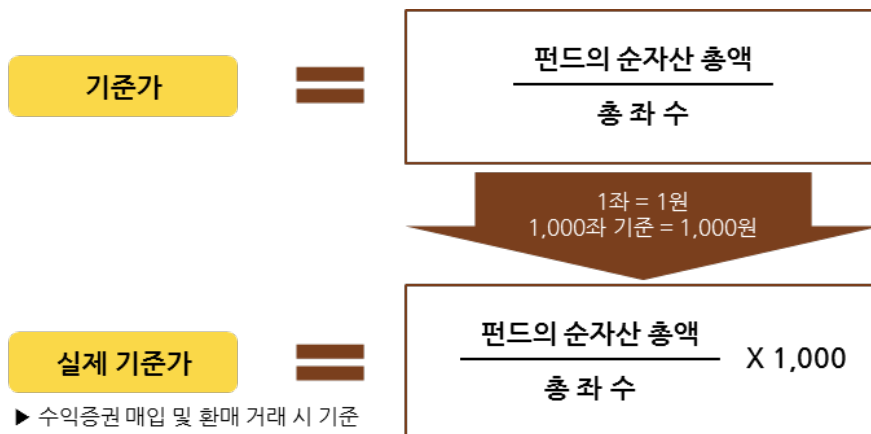 기준가
펀드의 순자산 총액
총 좌 수
1좌 = 1원
1,000좌 기준 = 1,000원
실제 기준가
펀드의 순자산 총액
총 좌 수
X 1,000
▶ 수익증권 매입 및 환매 거래 시 기준